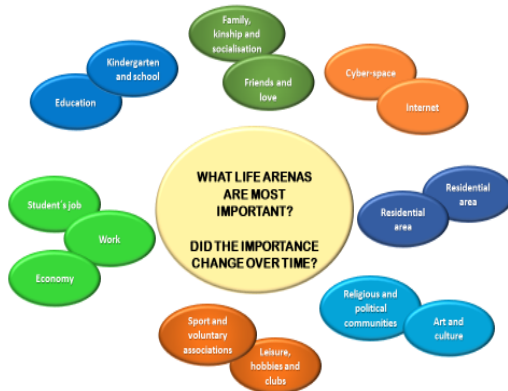 Family,
kinship and
socialisation
Friends and
love
Kindergarten
and school
Education
Cyber-space
Internet
WHAT LIFE ARENAS
ARE MOST
IMPORTANT?
DID THE IMPORTANCE
CHANGE OVER TIME?
Student´s job
Work
Economy
Residential
area
Residential
area
Religious and
political
communities
Art and
culture
Sport and
voluntary
associations
Leisure,
hobbies and
clubs